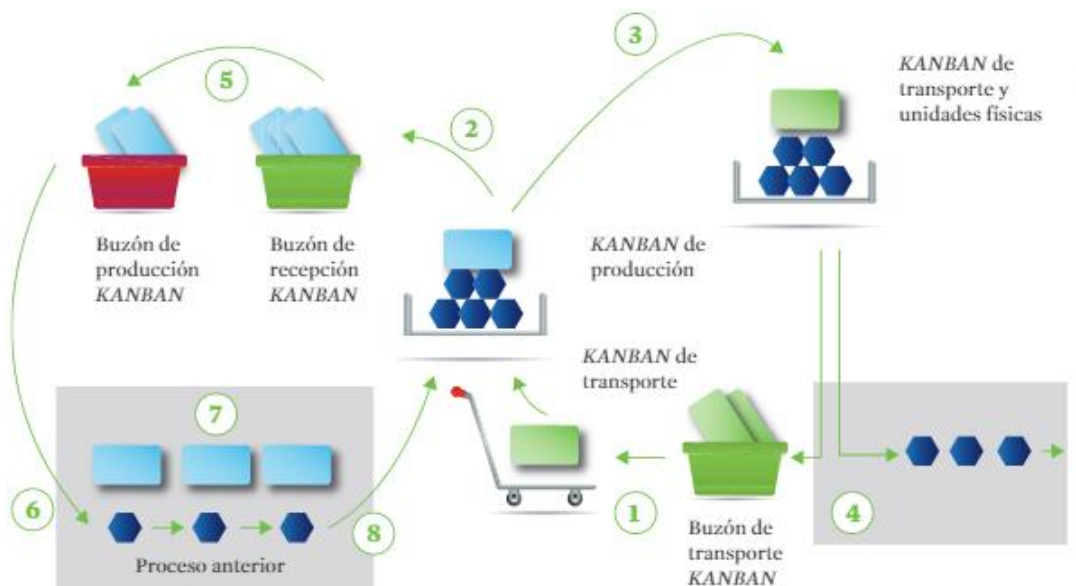 3
KANBAN de
transporte y
unidades físicas
5
2
Buzón de
producción
KANBAN
Buzón de
recepción
KANBAN
KANBAN de
producción
KANBAN de
transporte
7
6
8
1
4
Proceso anterior
Buzón de
transporte
KANBAN